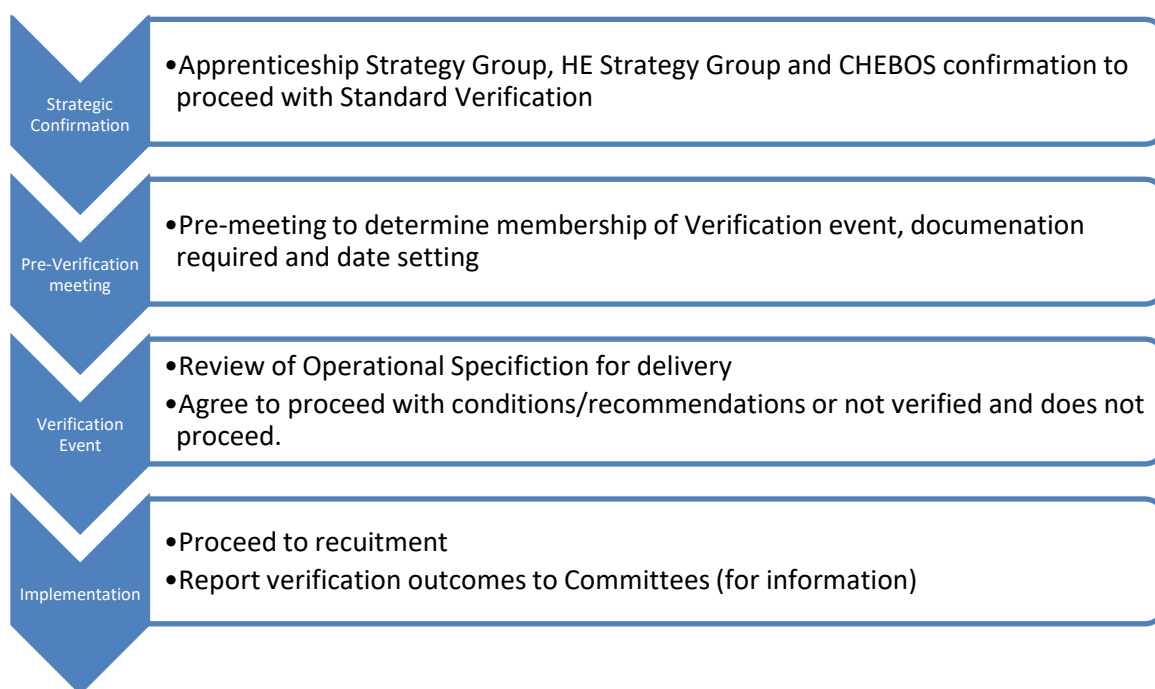 Strategic
Confirmation
•Apprenticeship Strategy Group, HE Strategy Group and CHEBOS confirmation to
proceed with Standard Verification
Pre-Verification
meeting
•Pre-meeting to determine membership of Verification event, documenation
required and date setting
Verification
Event
•Review of Operational Specifiction for delivery
•Agree to proceed with conditions/recommendations or not verified and does not
proceed.
Implementation
•Proceed to recuitment
•Report verification outcomes to Committees (for information)